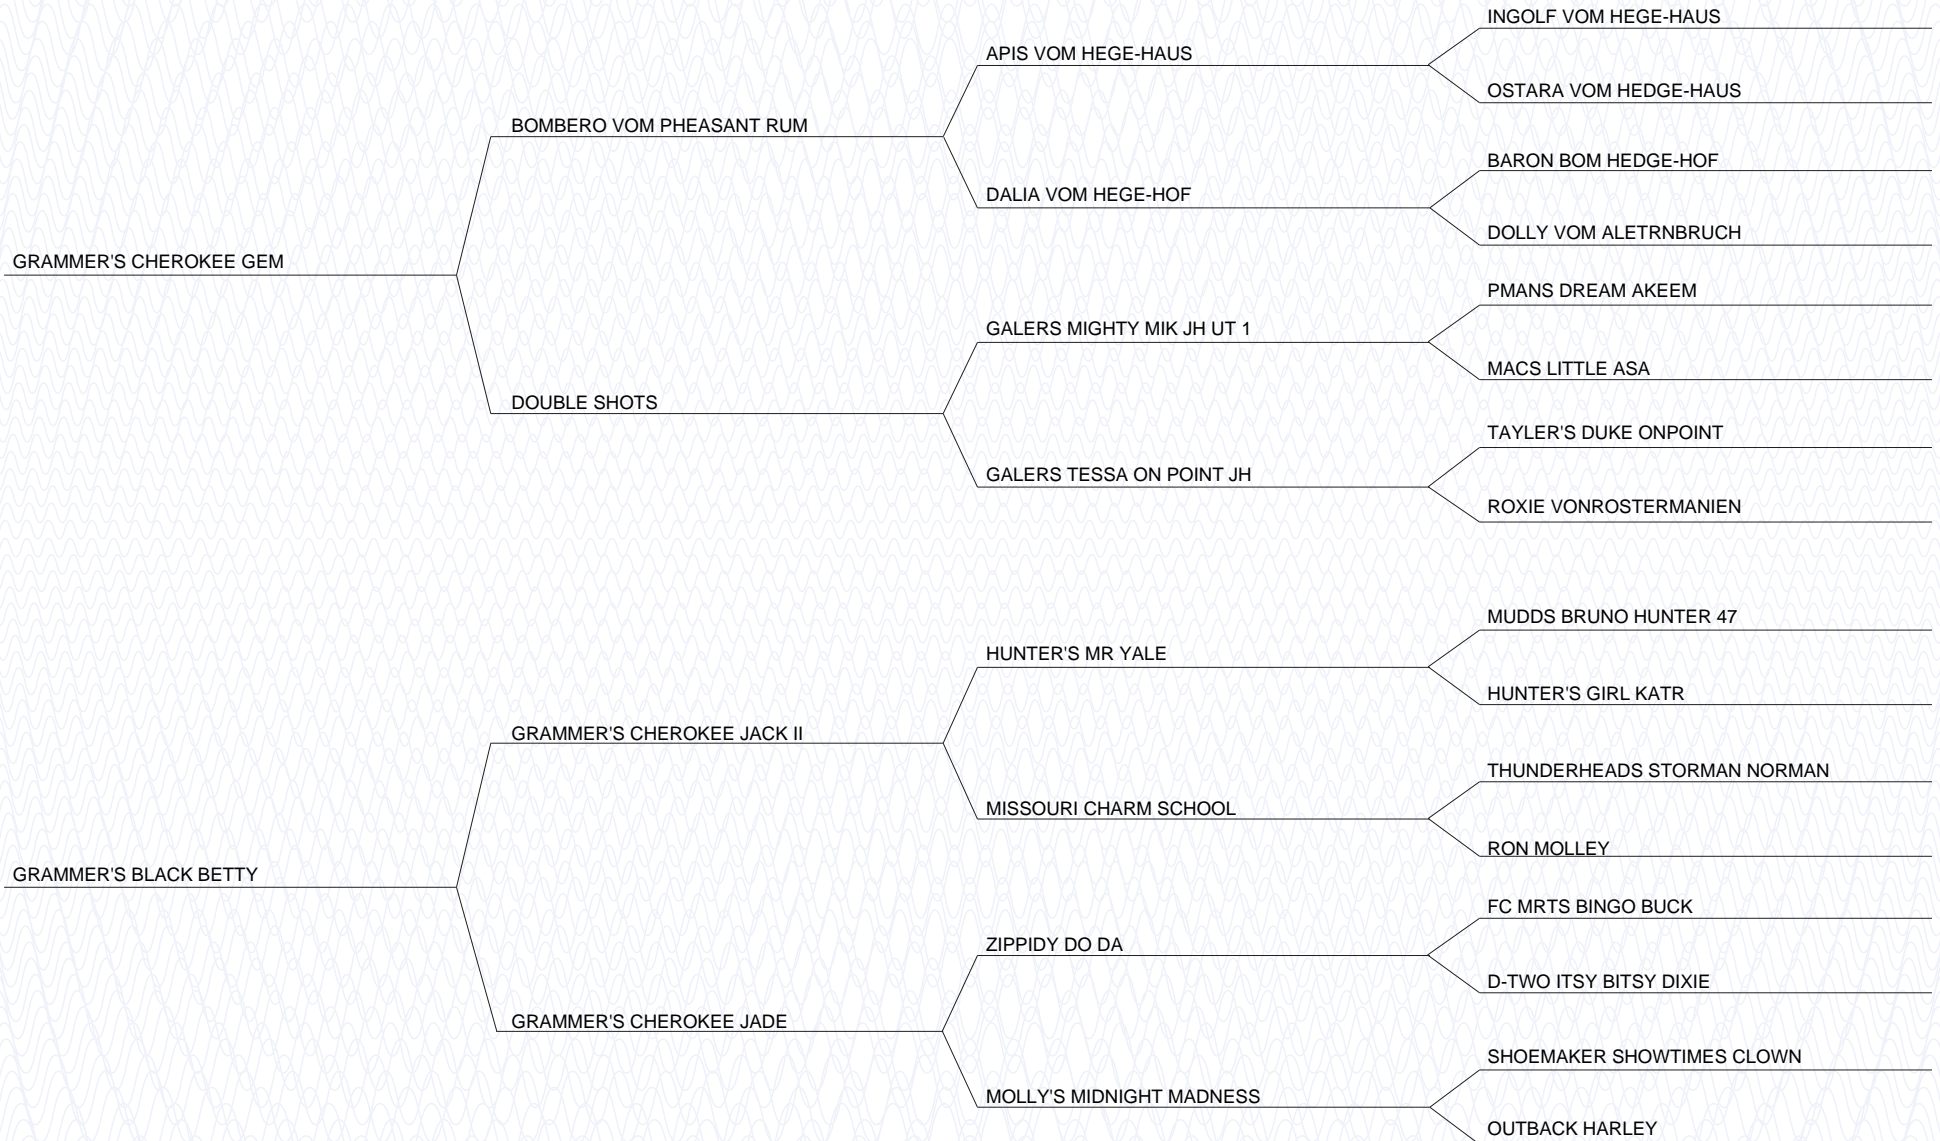 INGOLF VOM HEGE-HAUS
APIS VOM HEGE-HAUS
OSTARA VOM HEDGE-HAUS
BOMBERO VOM PHEASANT RUM
BARON BOM HEDGE-HOF
DALIA VOM HEGE-HOF
DOLLY VOM ALETRNBRUCH
GRAMMER'S CHEROKEE GEM
PMANS DREAM AKEEM
GALERS MIGHTY MIK JH UT 1
MACS LITTLE ASA
DOUBLE SHOTS
TAYLER'S DUKE ONPOINT
GALERS TESSA ON POINT JH
ROXIE VONROSTERMANIEN
MUDDS BRUNO HUNTER 47
HUNTER'S MR YALE
HUNTER'S GIRL KATR
GRAMMER'S CHEROKEE JACK II
THUNDERHEADS STORMAN NORMAN
MISSOURI CHARM SCHOOL
RON MOLLEY
GRAMMER'S BLACK BETTY
FC MRTS BINGO BUCK
ZIPPIDY DO DA
D-TWO ITSY BITSY DIXIE
GRAMMER'S CHEROKEE JADE
SHOEMAKER SHOWTIMES CLOWN
MOLLY'S MIDNIGHT MADNESS
OUTBACK HARLEY